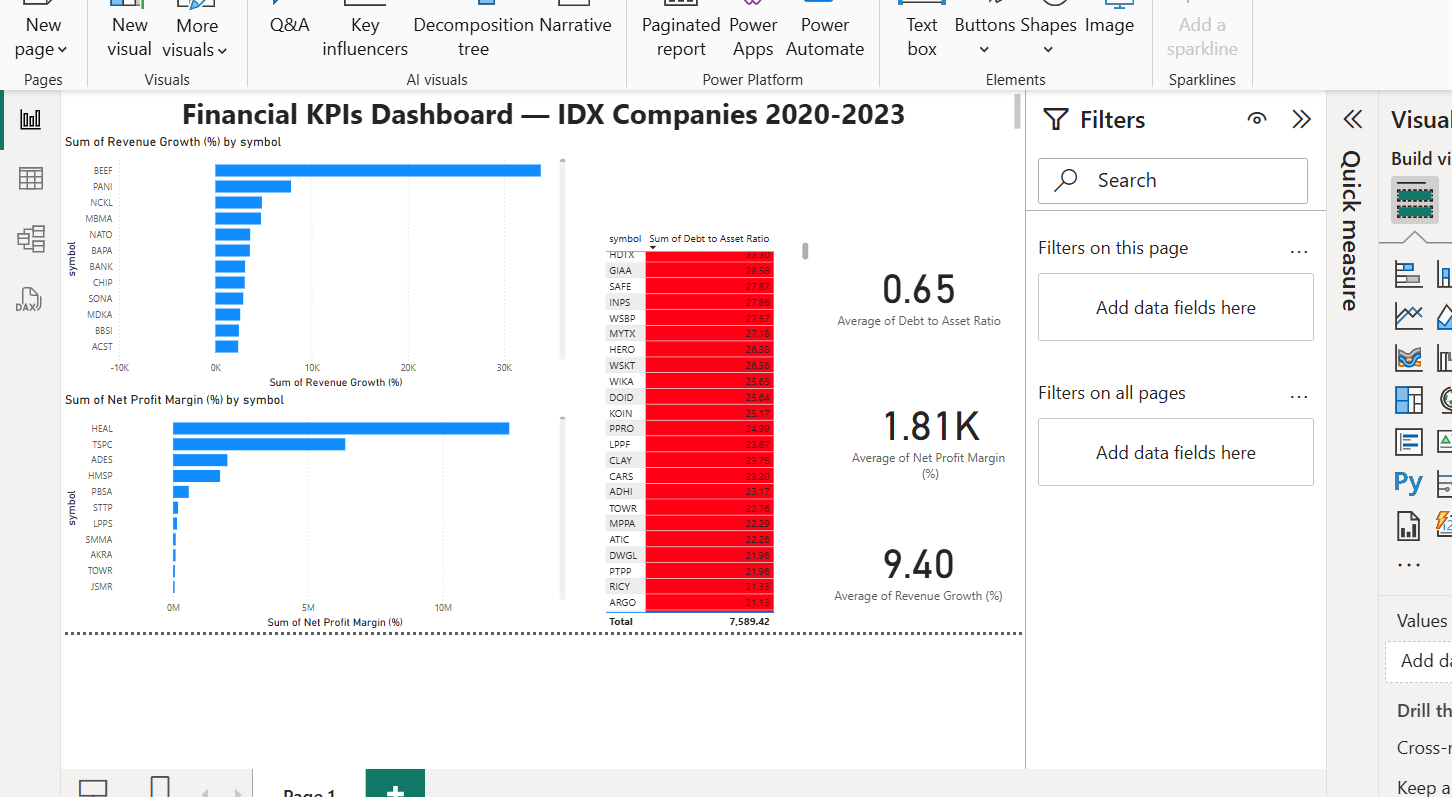 New
page
New
visual
More
visuals
Q&A
Key
influencers
Decomposition
tree
Narrative
Paginated
report
Power
Apps
Power
Automate
Text
box
Buttons
Shapes
Image
Add a
sparkline
Pages
Visuals
AI visuals
Power Platform
Elements
Sparklines
DAX
Financial KPIs Dashboard — IDX Companies 2020-2023
Sum of Revenue Growth (%) by symbol
symbol
BEEF
PANI
NCKL
MBMA
NATO
BAPA
BANK
CHIP
SONA
MDKA
BBSI
ACST
-10K 0K 10K 20K 30K
Sum of Revenue Growth (%)
Sum of Net Profit Margin (%) by symbol
symbol
HEAL
TSPC
ADES
HMSP
PBSA
STTP
LPPS
SMMA
AKRA
TOWR
JSMR
0M 5M 10M
Sum of Net Profit Margin (%)
symbol Sum of Debt to Asset Ratio
HDTX 33.30
GIAA 28.58
SAFE 27.87
INPS 27.86
WSBP 27.57
MYTX 27.18
HERO 26.38
WSKT 26.36
WIKA 25.65
DOID 25.64
KOIN 25.17
PPRO 24.99
LPPF 23.87
CLAY 23.75
CARS 23.20
ADHI 23.17
TOWR 22.76
MPPA 22.29
ATIC 22.26
DWGL 21.96
PTPP 21.96
RICY 21.33
ARGO 21.13
Total 7,589.42
0.65
Average of Debt to Asset Ratio
1.81K
Average of Net Profit Margin
(%)
9.40
Average of Revenue Growth (%)
Filters
Search
Filters on this page
...
Add data fields here
Filters on all pages
...
Add data fields here
Quick measure
Visual
Build vi
Py
123
...
Values
Add da
Drill th
Cross-r
Keep a
Page 1
+